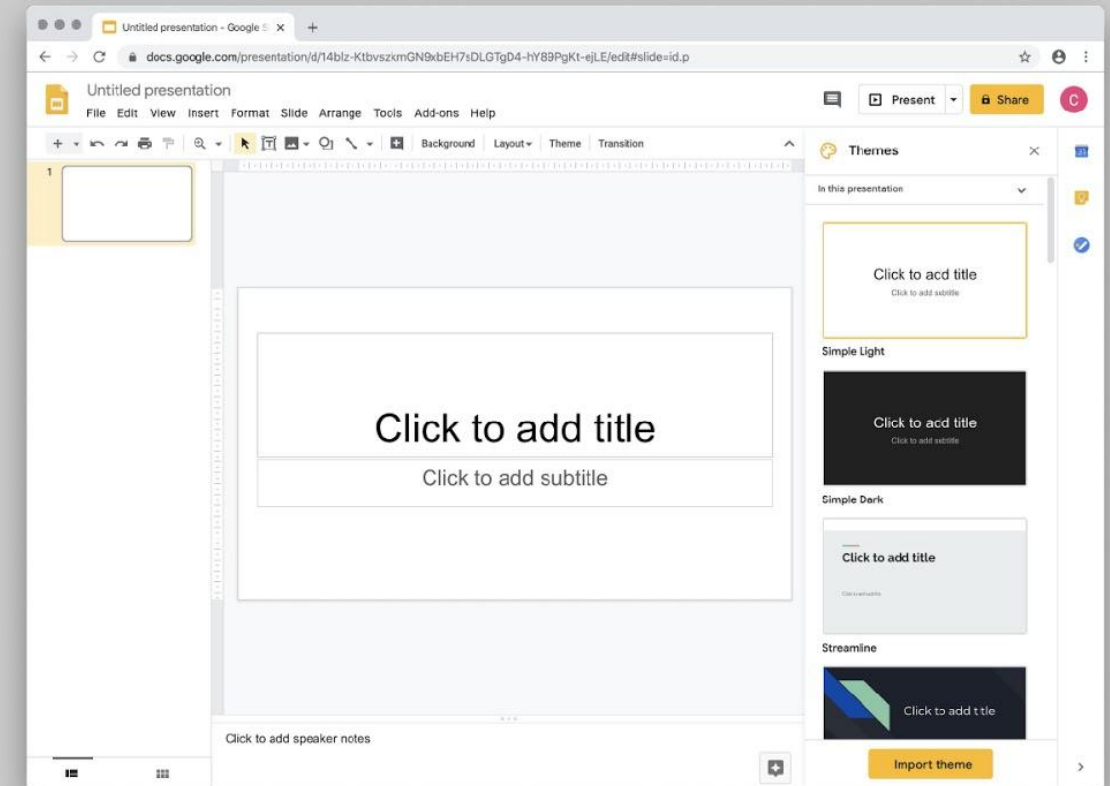 Untitled presentation - Google S
docs.google.com/presentation/d/14blz-KtbvszkmGN9xbEH7sDLGTgD4-hY89PgKt-ejLE/edit#slide=id.p
Untitled presentation
File Edit View Insert Format Slide Arrange Tools Add-ons Help
Present
Share
C
Background Layout Theme Transition
1
Click to add title
Click to add subtitle
Click to add speaker notes
Themes
In this presentation
Click to add title
Click to add subtitle
Simple Light
Click to add title
Click to add subtitle
Simple Dark
Click to add title
Click to add subtitle
Streamline
Click to add title
Import theme